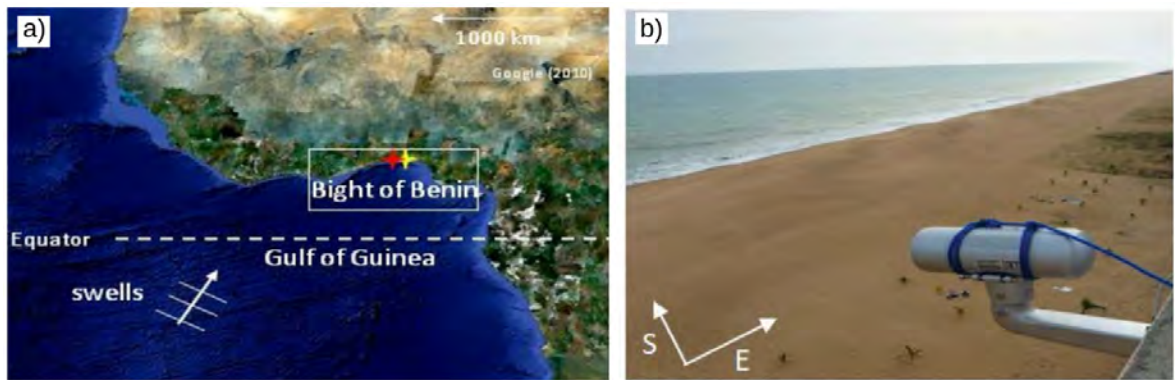 a)
1000 km
Google (2010)
Bight of Benin
Equator
Gulf of Guinea
swells
b)
S
E